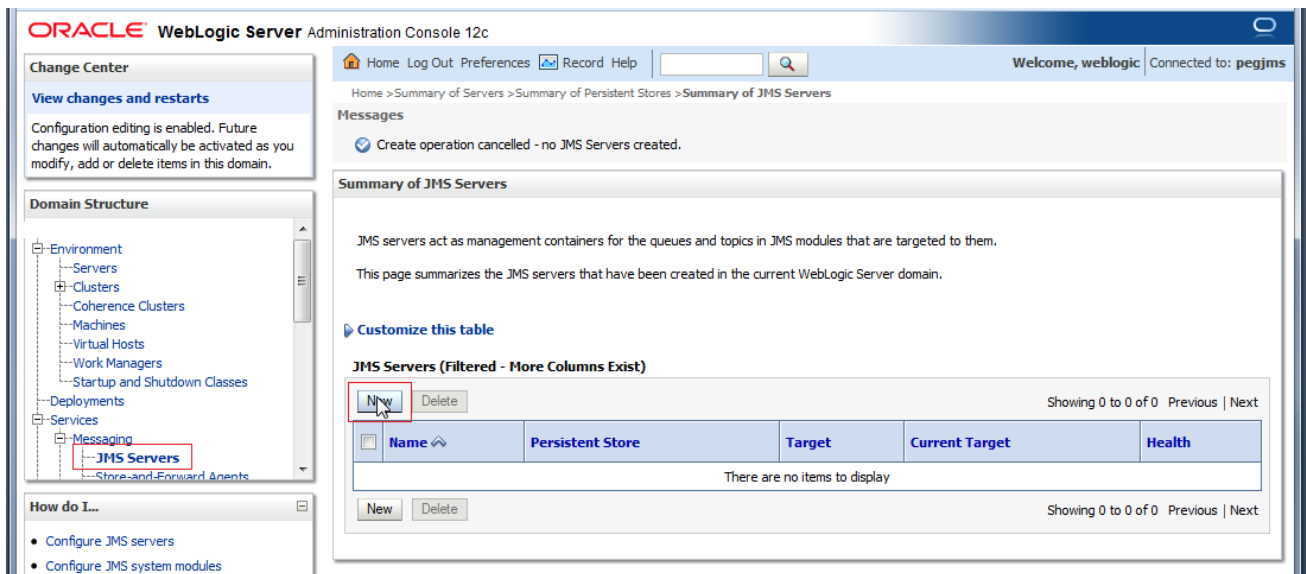 ORACLE WebLogic Server Administration Console 12c
Change Center
View changes and restarts
Configuration editing is enabled. Future
changes will automatically be activated as you
modify, add or delete items in this domain.
Domain Structure
Environment
Servers
Clusters
Coherence Clusters
Machines
Virtual Hosts
Work Managers
Startup and Shutdown Classes
Deployments
Services
Messaging
JMS Servers
Store-and-Forward Agents
How do I...
Configure JMS servers
Configure JMS system modules
Home Log Out Preferences Record Help
Welcome, weblogic Connected to: pegjms
Home >Summary of Servers >Summary of Persistent Stores >Summary of JMS Servers
Messages
Create operation cancelled - no JMS Servers created.
Summary of JMS Servers
JMS servers act as management containers for the queues and topics in JMS modules that are targeted to them.
This page summarizes the JMS servers that have been created in the current WebLogic Server domain.
Customize this table
JMS Servers (Filtered - More Columns Exist)
New Delete Showing 0 to 0 of 0 Previous | Next
Name Persistent Store Target Current Target Health
There are no items to display
New Delete Showing 0 to 0 of 0 Previous | Next